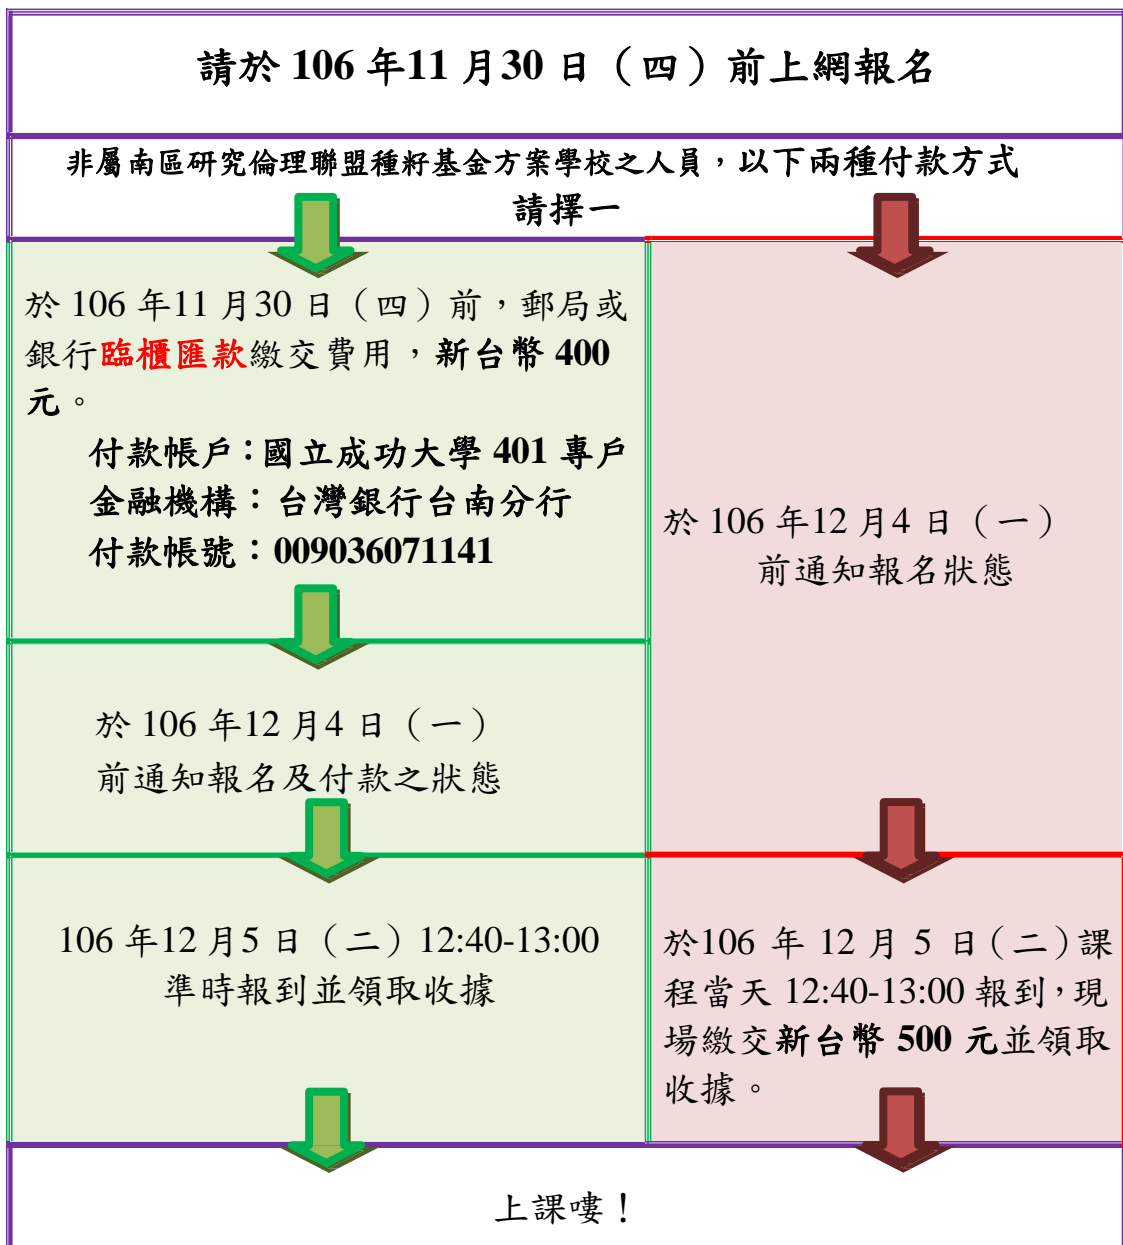 請於 106 年11 月30 日（四）前上網報名
非屬南區研究倫理聯盟種籽基金方案學校之人員，以下兩種付款方式
請擇一
於 106 年11 月30 日（四）前，郵局或
銀行臨櫃匯款繳交費用，新台幣 400
元。
付款帳戶：國立成功大學 401 專戶
金融機構：台灣銀行台南分行
付款帳號：009036071141
於 106 年12 月4 日（一）
前通知報名及付款之狀態
106 年12 月5 日（二）12:40-13:00
準時報到並領取收據
於 106 年12 月4 日（一）
前通知報名狀態
於106 年 12 月 5 日（二）課
程當天 12:40-13:00 報到，現
場繳交新台幣 500 元並領取
收據。
上課嘍！